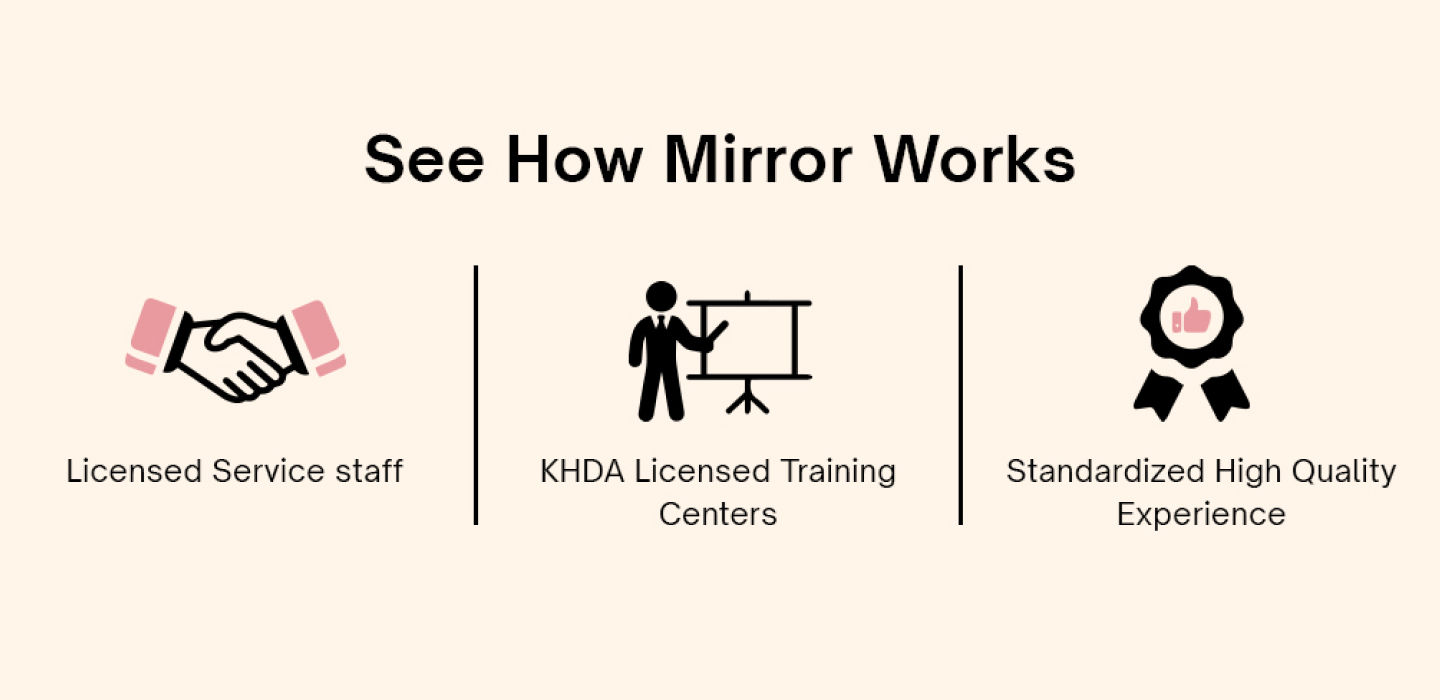 See How Mirror Works
Licensed Service staff
KHDA Licensed Training
Centers
Standardized High Quality
Experience